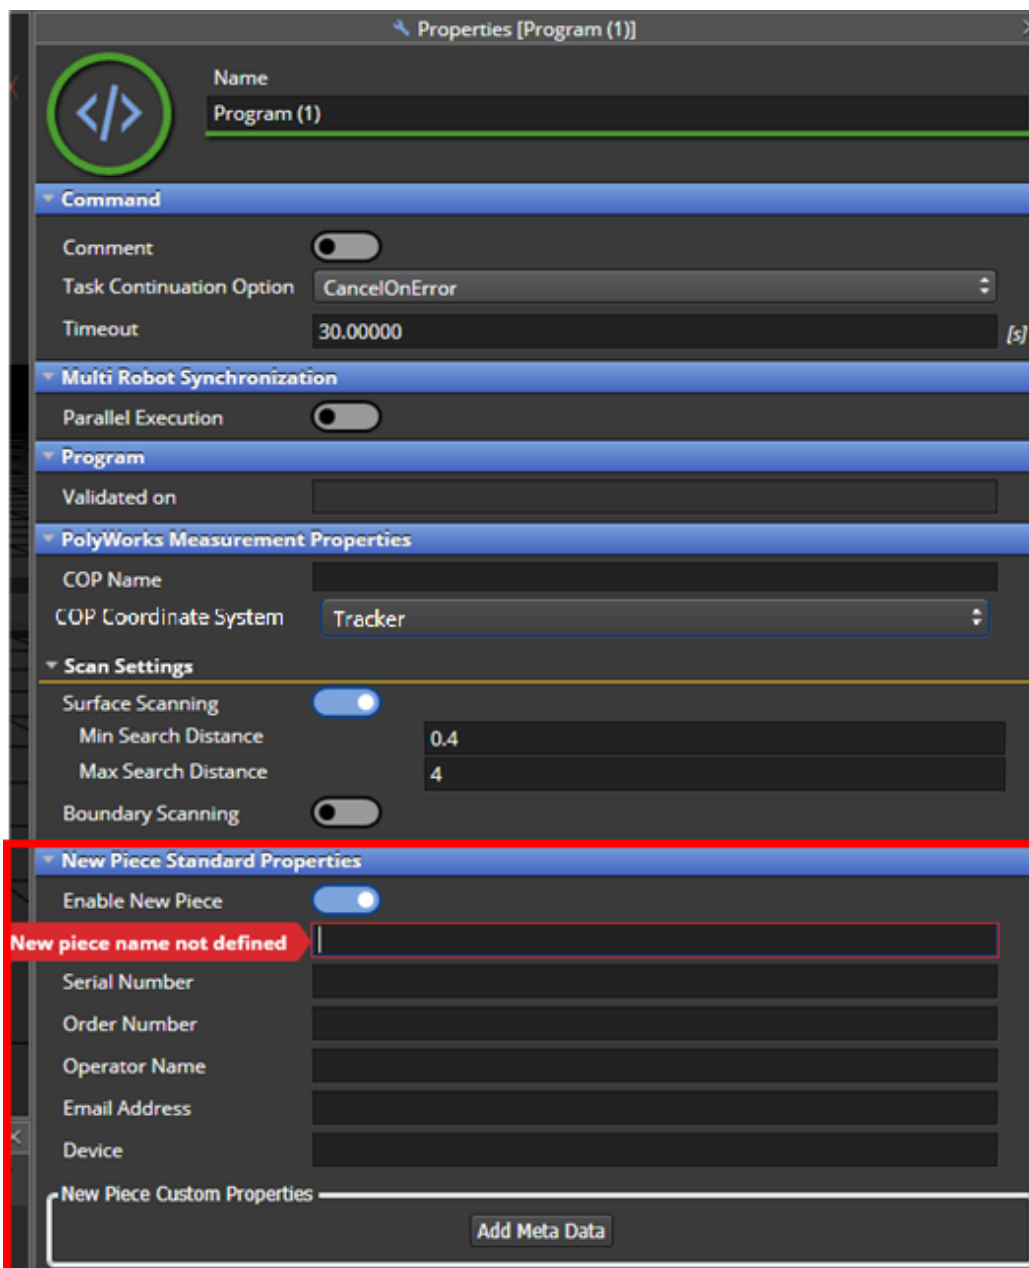 Properties [Program (1)]
Name
Program (1)
Command
Comment
Task Continuation Option CancelOnError
Timeout 30.00000 [s]
Multi Robot Synchronization
Parallel Execution
Program
Validated on
PolyWorks Measurement Properties
COP Name
COP Coordinate System Tracker
Scan Settings
Surface Scanning
Min Search Distance 0.4
Max Search Distance 4
Boundary Scanning
New Piece Standard Properties
Enable New Piece
New piece name not defined
Serial Number
Order Number
Operator Name
Email Address
Device
New Piece Custom Properties
Add Meta Data